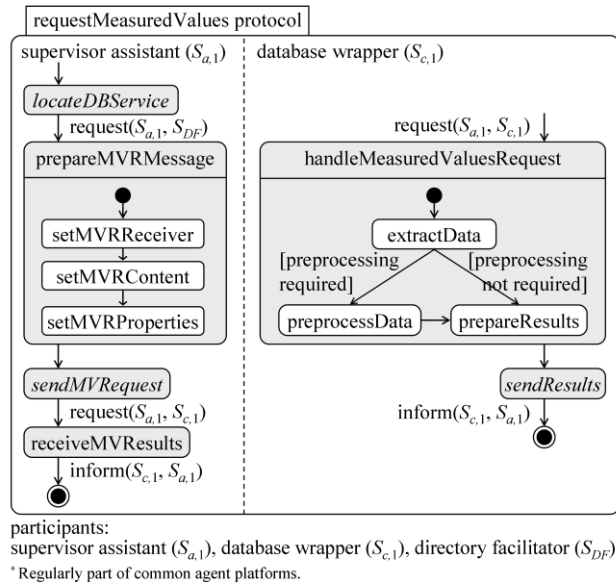 requestMeasuredValues protocol
supervisor assistant (Sa,1)
database wrapper (Sc,1)
locateDBService
request(Sa,1, SDF)
request(Sa,1, Sc,1)
prepareMVRMessage
handleMeasuredValuesRequest
setMVRReceiver
extractData
setMVRContent
[preprocessing
required]
[preprocessing
not required]
setMVRProperties
preprocessData
prepareResults
sendMVRequest
sendResults
request(Sa,1, Sc,1)
inform(Sc,1, Sa,1)
receiveMVResults
inform(Sc,1, Sa,1)
participants:
supervisor assistant (Sa,1), database wrapper (Sc,1), directory facilitator (SDF)
* Regularly part of common agent platforms.